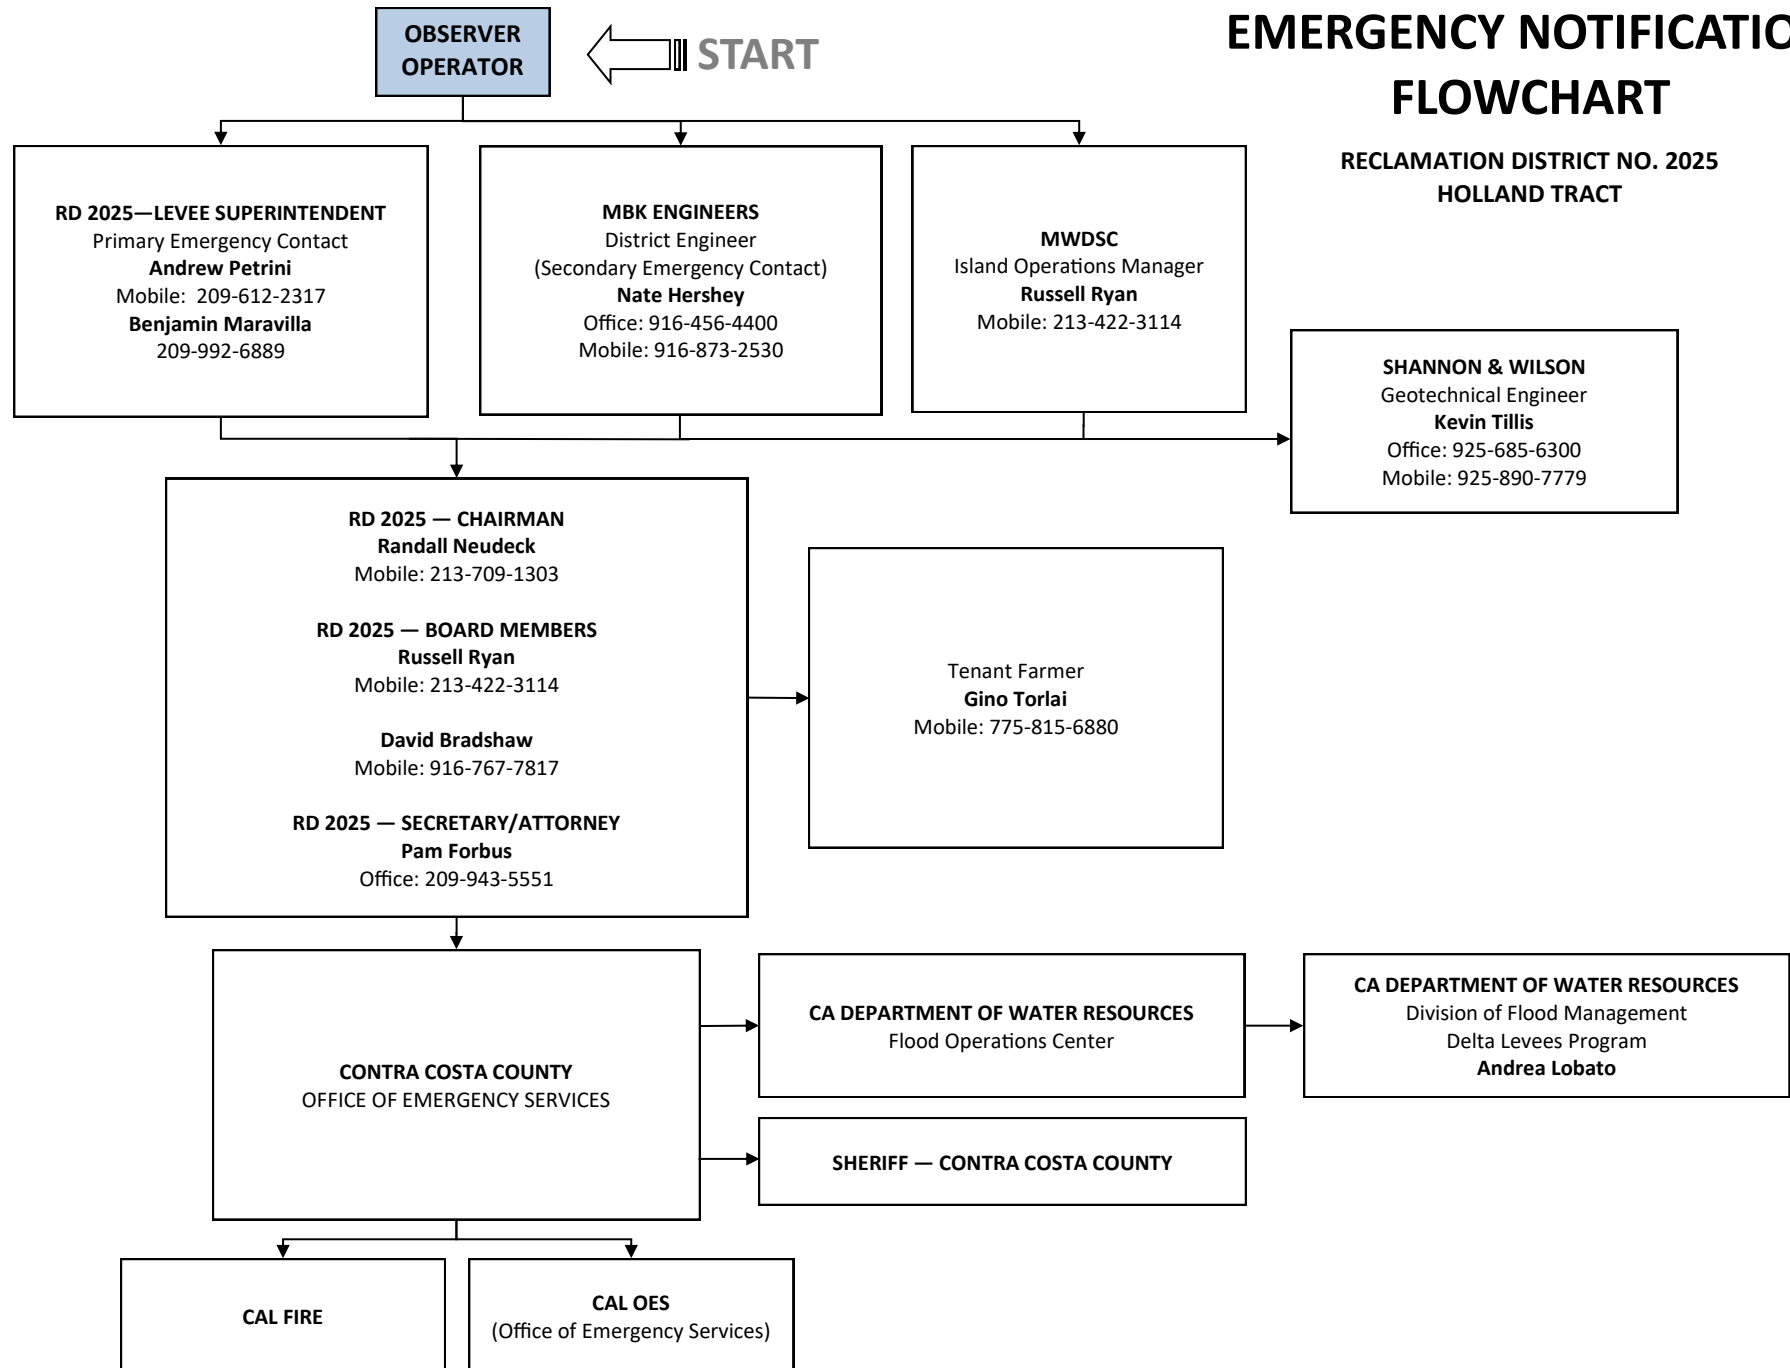 OBSERVER
OPERATOR
START
EMERGENCY NOTIFICATIO
FLOWCHART
RECLAMATION DISTRICT NO. 2025
HOLLAND TRACT
RD 2025—LEVEE SUPERINTENDENT
Primary Emergency Contact
Andrew Petrini
Mobile: 209-612-2317
Benjamin Maravilla
209-992-6889
MBK ENGINEERS
District Engineer
(Secondary Emergency Contact)
Nate Hershey
Office: 916-456-4400
Mobile: 916-873-2530
MWDSC
Island Operations Manager
Russell Ryan
Mobile: 213-422-3114
SHANNON & WILSON
Geotechnical Engineer
Kevin Tillis
Office: 925-685-6300
Mobile: 925-890-7779
RD 2025 — CHAIRMAN
Randall Neudeck
Mobile: 213-709-1303
RD 2025 — BOARD MEMBERS
Russell Ryan
Mobile: 213-422-3114
David Bradshaw
Mobile: 916-767-7817
RD 2025 — SECRETARY/ATTORNEY
Pam Forbus
Office: 209-943-5551
Tenant Farmer
Gino Torlai
Mobile: 775-815-6880
CONTRA COSTA COUNTY
OFFICE OF EMERGENCY SERVICES
CA DEPARTMENT OF WATER RESOURCES
Flood Operations Center
CA DEPARTMENT OF WATER RESOURCES
Division of Flood Management
Delta Levees Program
Andrea Lobato
SHERIFF — CONTRA COSTA COUNTY
CAL FIRE
CAL OES
(Office of Emergency Services)